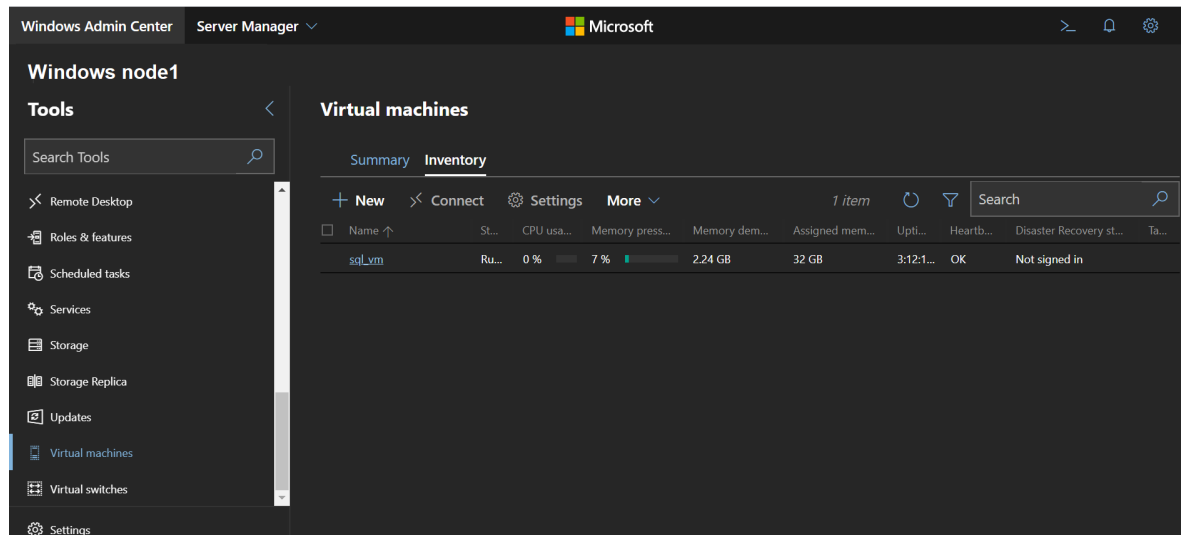 Windows Admin Center Server Manager Microsoft
Windows node1
Tools
Search Tools
Remote Desktop
Roles & features
Scheduled tasks
Services
Storage
Storage Replica
Updates
Virtual machines
Virtual switches
Settings
Virtual machines
Summary Inventory
New Connect Settings More 1 item Search
Name St... CPU usa... Memory press... Memory dem... Assigned mem... Upti... Heartb... Disaster Recovery st... Ta...
sql_vm Ru... 0 % 7 % 2.24 GB 32 GB 3:12:1... OK Not signed in